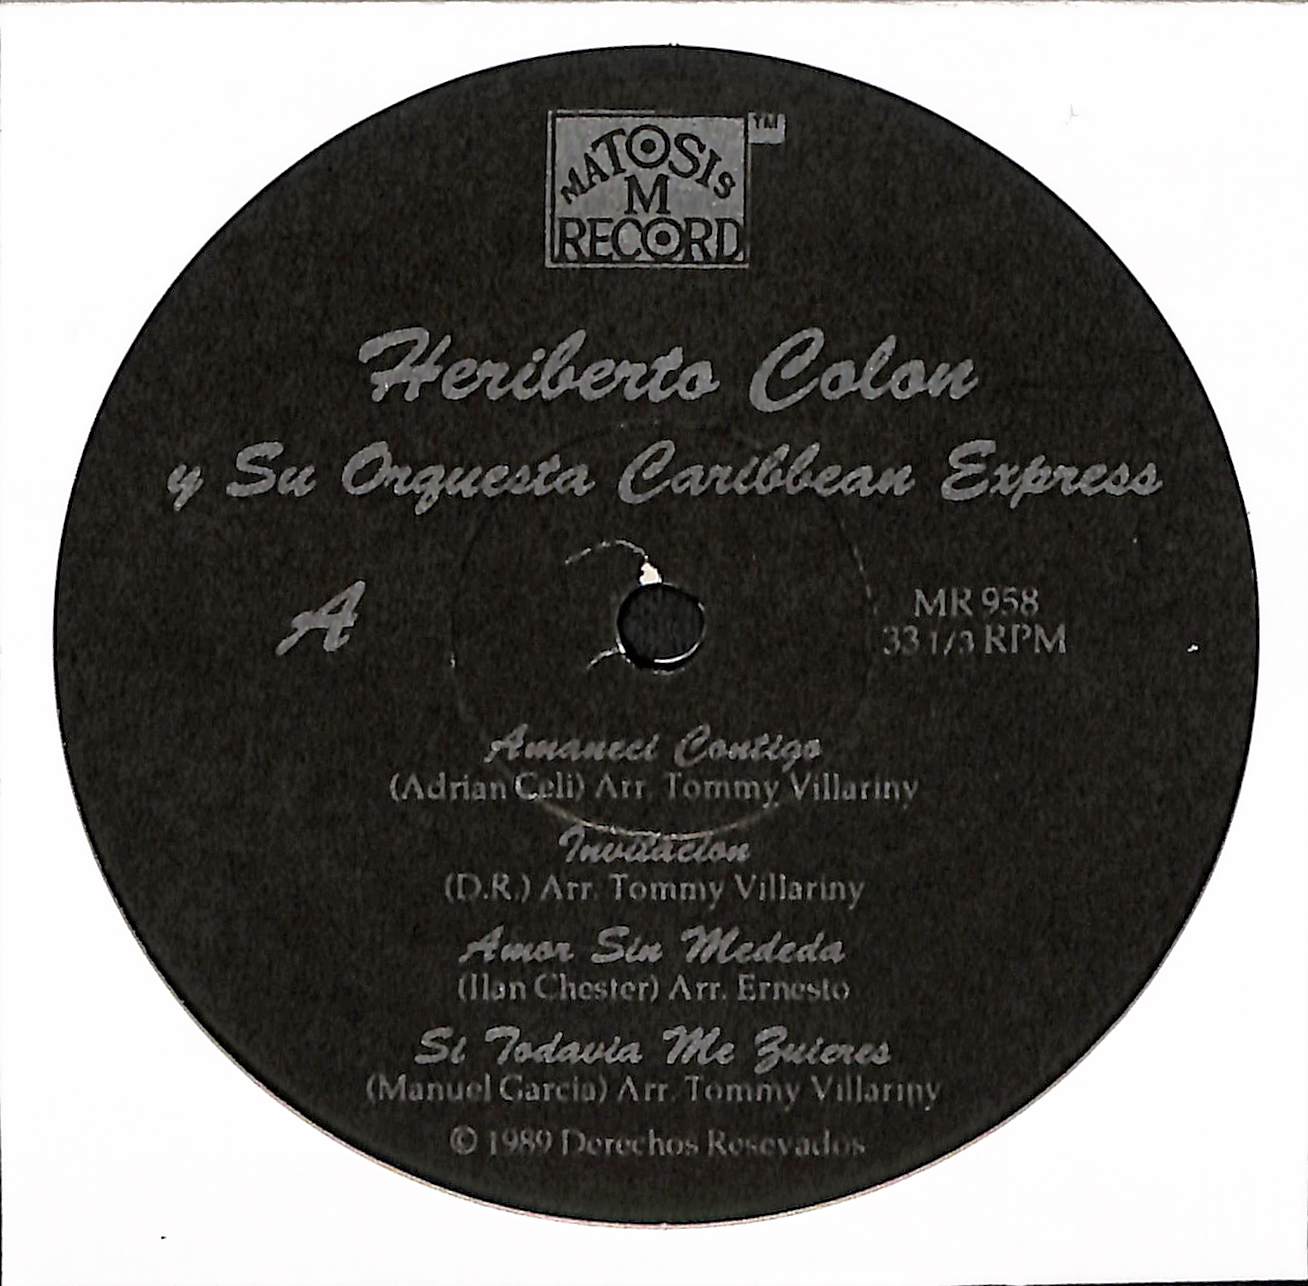 MATOSIS
M
RECORD
TM
Heriberto Colon
y Su Orquesta Caribbean Express
A
MR 958
33 1/3 RPM
Amaneci Contigo
(Adrian Celi) Arr. Tommy Villariny
Invitacion
(D.R.) Arr. Tommy Villariny
Amor Sin Mededa
(Ilan Chester) Arr. Ernesto
Si Todavia Me Zuieres
(Manuel Garcia) Arr. Tommy Villariny
© 1989 Derechos Resevados